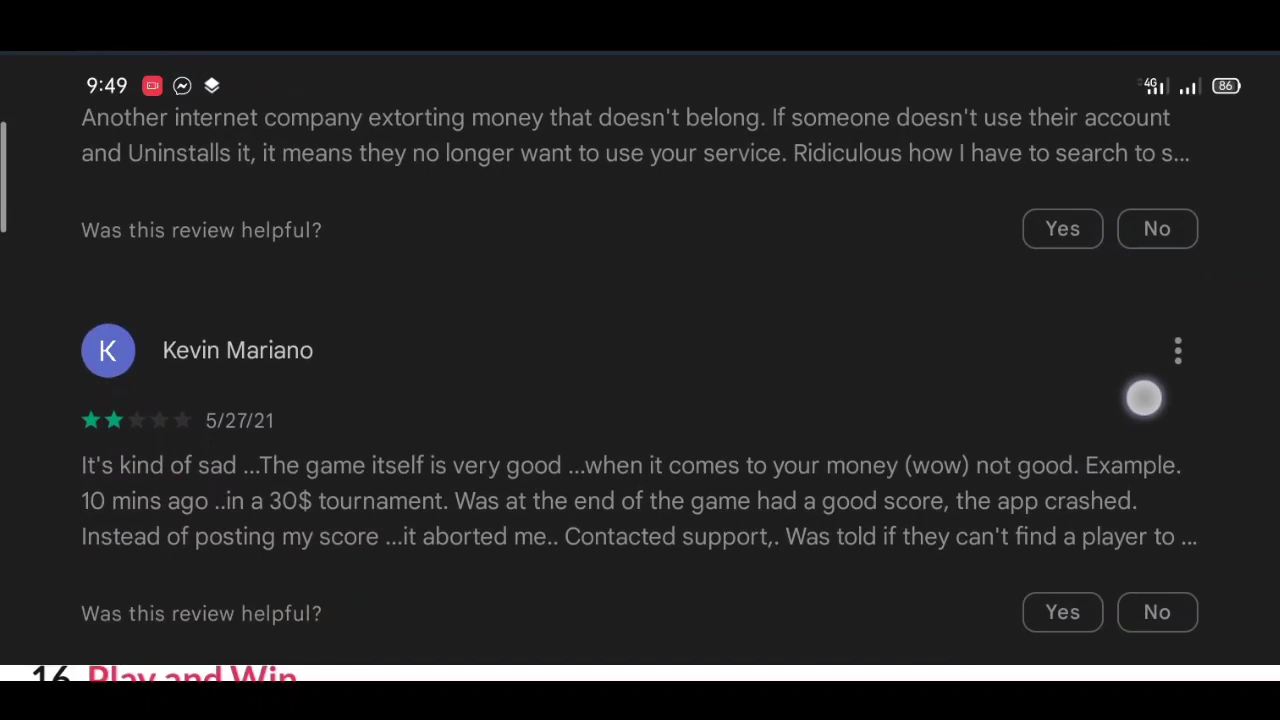 9:49 4G 86
Another internet company extorting money that doesn't belong. If someone doesn't use their account
and Uninstalls it, it means they no longer want to use your service. Ridiculous how I have to search to s...
Was this review helpful? Yes No
K Kevin Mariano
5/27/21
It's kind of sad ...The game itself is very good ...when it comes to your money (wow) not good. Example.
10 mins ago ..in a 30$ tournament. Was at the end of the game had a good score, the app crashed.
Instead of posting my score ...it aborted me.. Contacted support,. Was told if they can't find a player to ...
Was this review helpful? Yes No
16 Play and Win